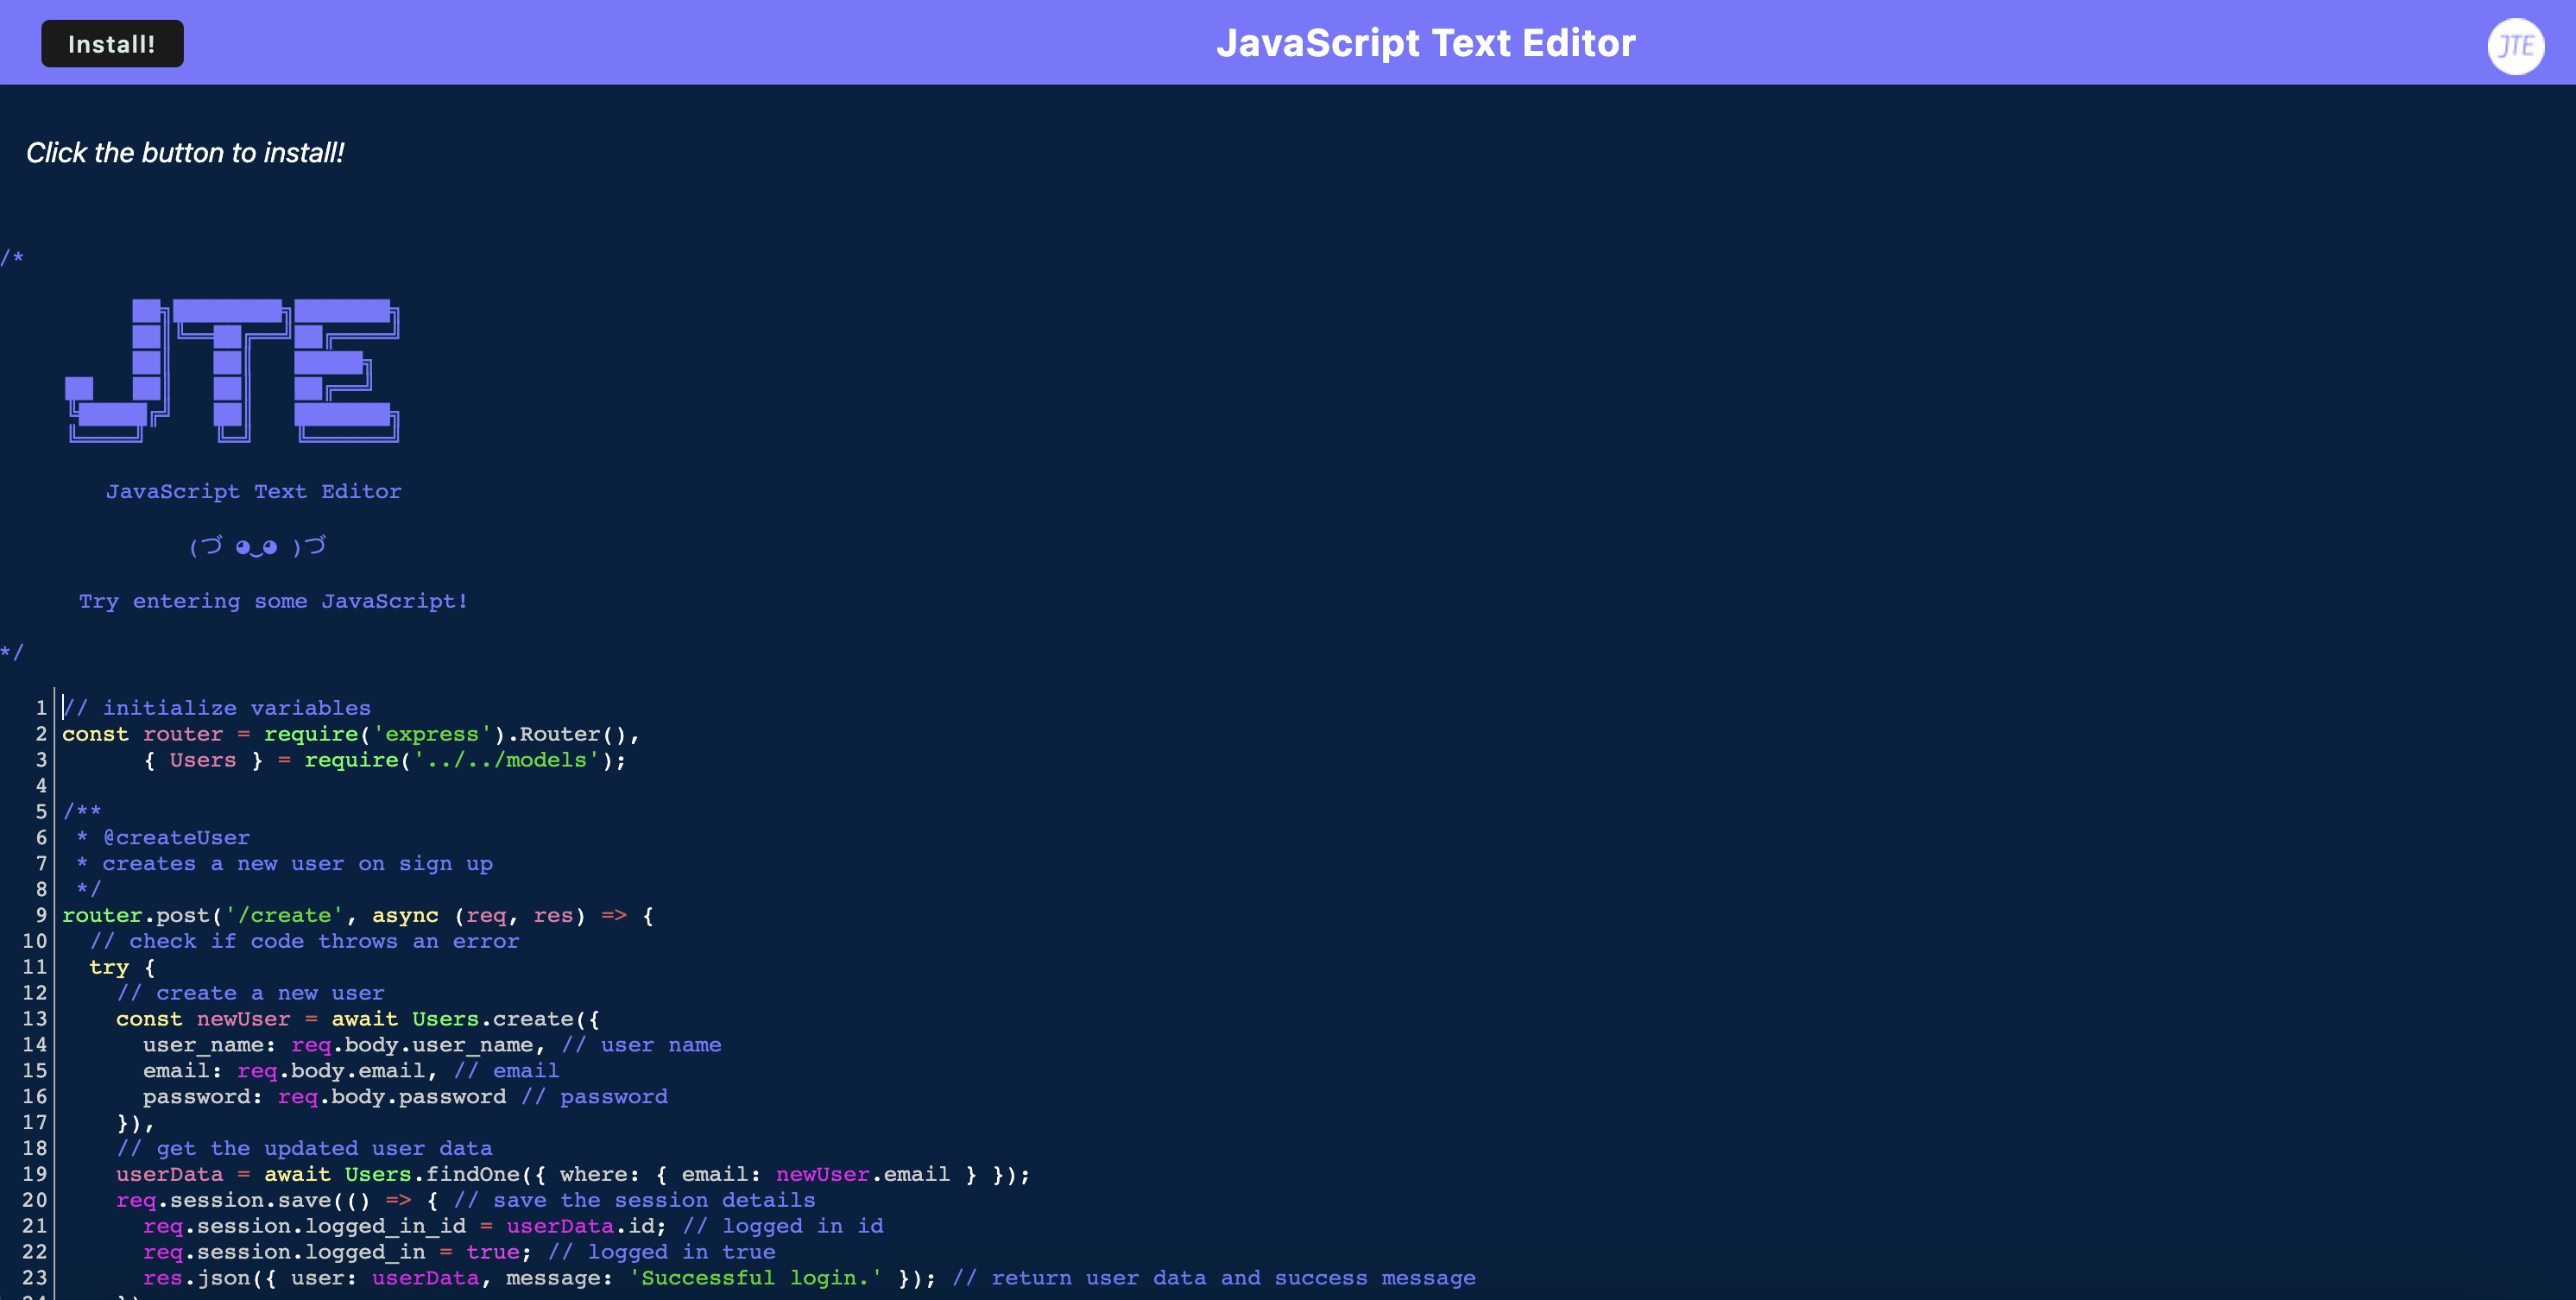 Install!
JavaScript Text Editor
JTE
Click the button to install!
/*
JTE
JavaScript Text Editor
(づ ◕‿◕ )づ
Try entering some JavaScript!
*/
1 // initialize variables
2 const router = require('express').Router(),
3       { Users } = require('../../models');
4
5 /**
6  * @createUser
7  * creates a new user on sign up
8  */
9 router.post('/create', async (req, res) => {
10   // check if code throws an error
11   try {
12     // create a new user
13     const newUser = await Users.create({
14       user_name: req.body.user_name, // user name
15       email: req.body.email, // email
16       password: req.body.password // password
17     }),
18     // get the updated user data
19     userData = await Users.findOne({ where: { email: newUser.email } });
20     req.session.save(() => { // save the session details
21       req.session.logged_in_id = userData.id; // logged in id
22       req.session.logged_in = true; // logged in true
23       res.json({ user: userData, message: 'Successful login.' }); // return user data and success message